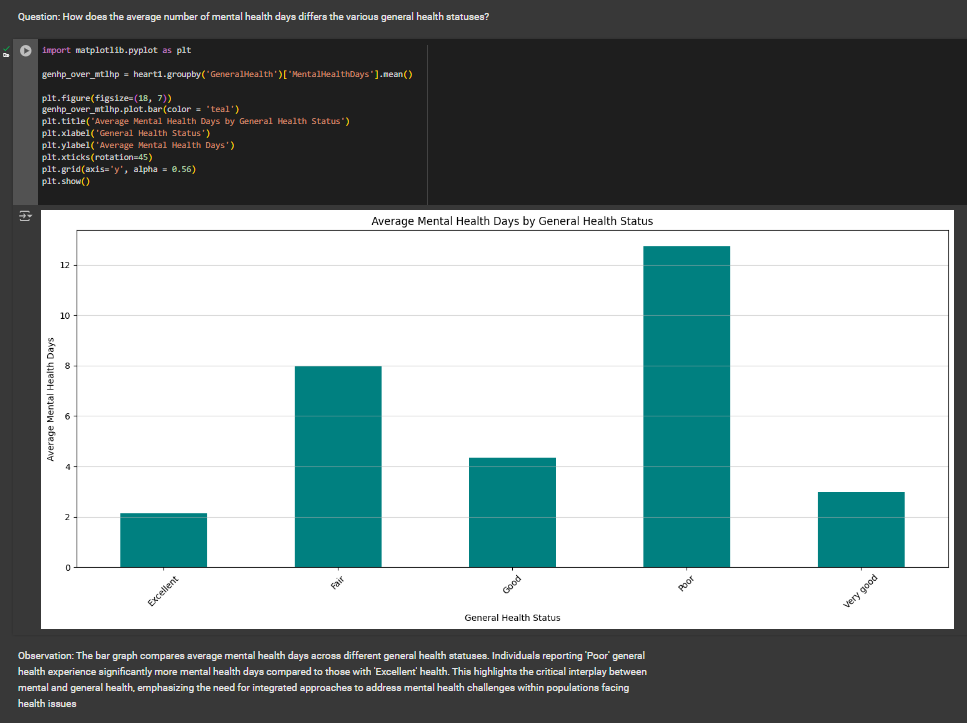 Question: How does the average number of mental health days differs the various general health statuses?
import matplotlib.pyplot as plt
genhp_over_mtlhp = heart1.groupby('GeneralHealth')['MentalHealthDays'].mean()
plt.figure(figsize=(18, 7))
genhp_over_mtlhp.plot.bar(color = 'teal')
plt.title('Average Mental Health Days by General Health Status')
plt.xlabel('General Health Status')
plt.ylabel('Average Mental Health Days')
plt.xticks(rotation=45)
plt.grid(axis='y', alpha = 0.56)
plt.show()
Average Mental Health Days by General Health Status
Average Mental Health Days
12
10
8
6
4
2
0
Excellent
Fair
Good
Poor
Very good
General Health Status
Observation: The bar graph compares average mental health days across different general health statuses. Individuals reporting 'Poor' general
health experience significantly more mental health days compared to those with 'Excellent' health. This highlights the critical interplay between
mental and general health, emphasizing the need for integrated approaches to address mental health challenges within populations facing
health issues